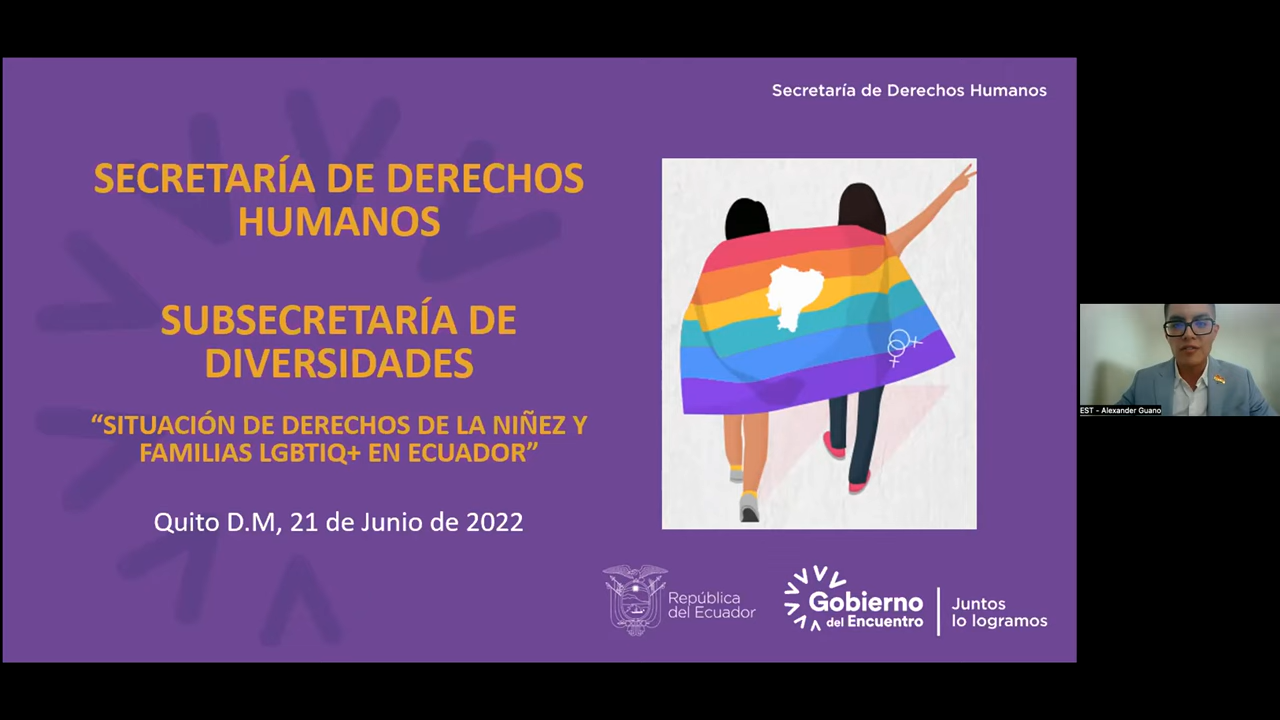 Secretaría de Derechos Humanos
SECRETARÍA DE DERECHOS
HUMANOS
SUBSECRETARÍA DE
DIVERSIDADES
“SITUACIÓN DE DERECHOS DE LA NIÑEZ Y
FAMILIAS LGBTIQ+ EN ECUADOR”
Quito D.M, 21 de Junio de 2022
República
del Ecuador
Gobierno
del Encuentro
Juntos
lo logramos
EST - Alexander Guano